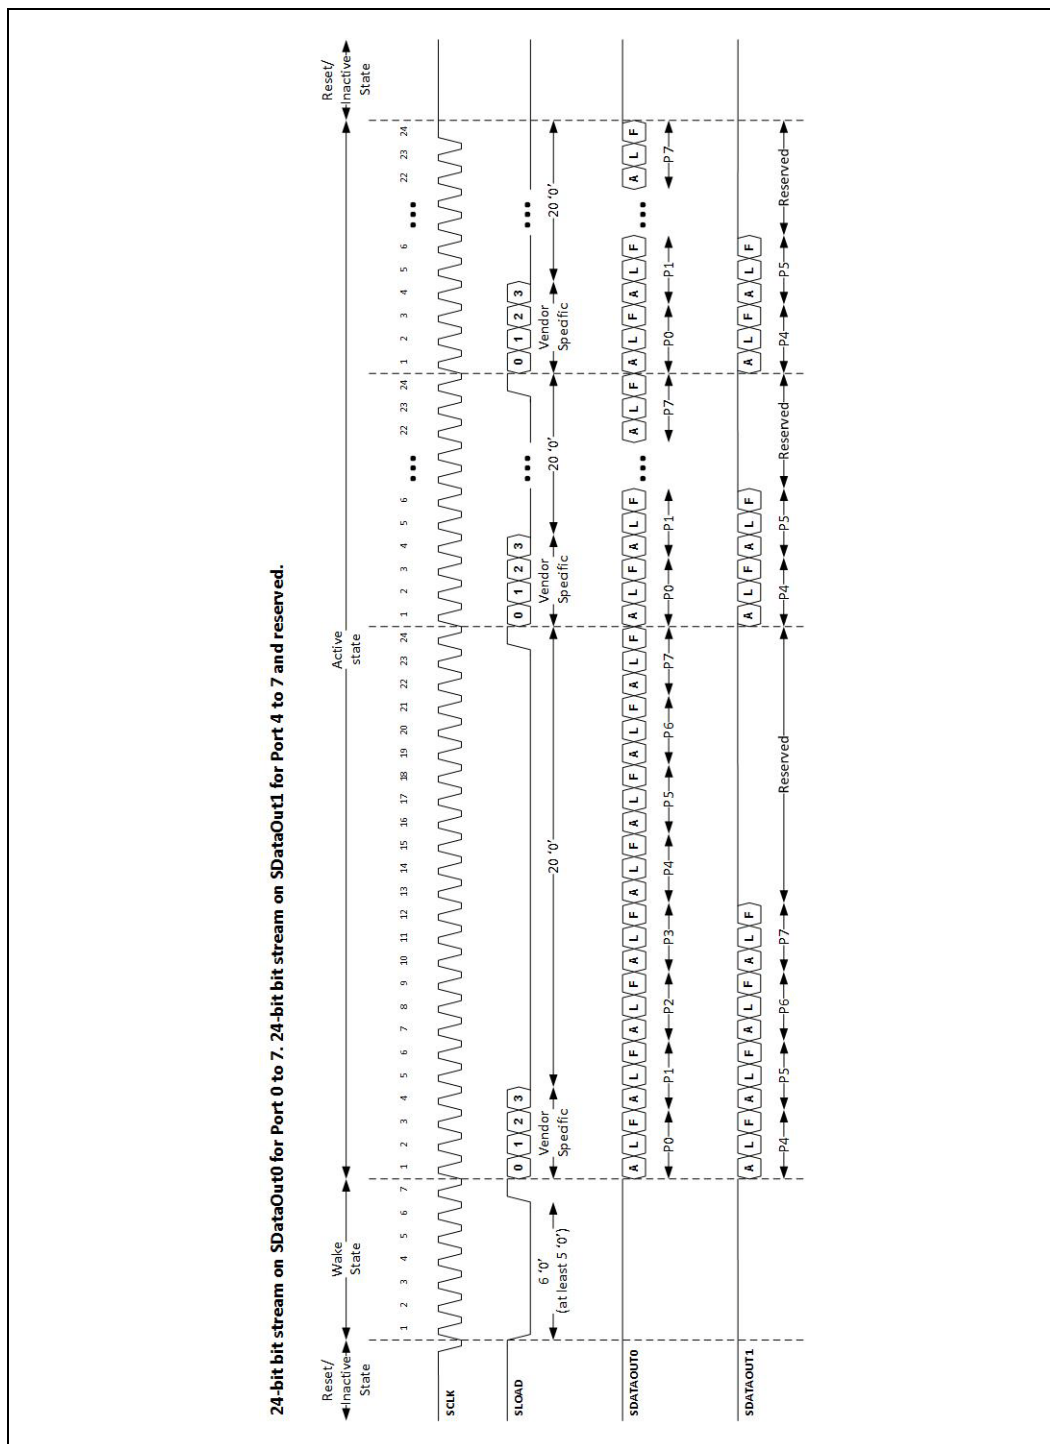 24-bit bit stream on SDataOut0 for Port 0 to 7. 24-bit bit stream on SDataOut1 for Port 4 to 7 and reserved.
Reset/
Inactive
State
Wake
State
Active
state
Reset/
Inactive
State
1 2 3 4 5 6 7 1 2 3 4 5 6 7 8 9 10 11 12 13 14 15 16 17 18 19 20 21 22 23 24 1 2 3 4 5 6 ••• 22 23 24 1 2 3 4 5 6 ••• 22 23 24
SCLK
SLOAD
0 1 2 3 0 1 2 3 ••• 0 1 2 3 •••
6 ‘0’
(at least 5 ‘0’)
Vendor
Specific
20 ‘0’
Vendor
Specific
20 ‘0’
Vendor
Specific
20 ‘0’
SDATAOUT0
A L F A L F A L F A L F A L F A L F A L F A L F A L F A L F ••• A L F A L F A L F ••• A L F
P0 P1 P2 P3 P4 P5 P6 P7 P0 P1 P7 P0 P1 P7
SDATAOUT1
A L F A L F A L F A L F A L F A L F A L F A L F
P4 P5 P6 P7 Reserved P4 P5 Reserved P4 P5 Reserved